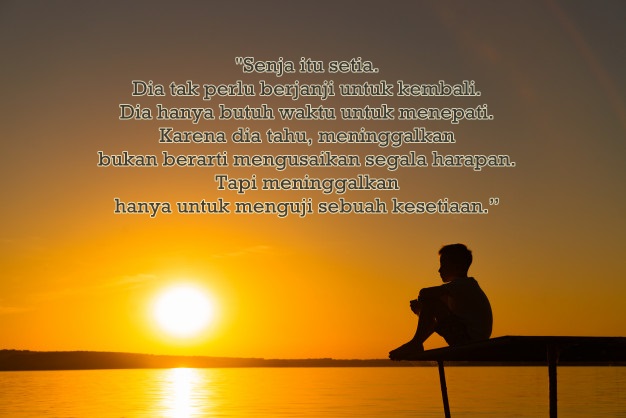 "Senja itu setia.
Dia tak perlu berjanji untuk kembali.
Dia hanya butuh waktu untuk menepati.
Karena dia tahu, meninggalkan
bukan berarti mengusaikan segala harapan.
Tapi meninggalkan
hanya untuk menguji sebuah kesetiaan.”